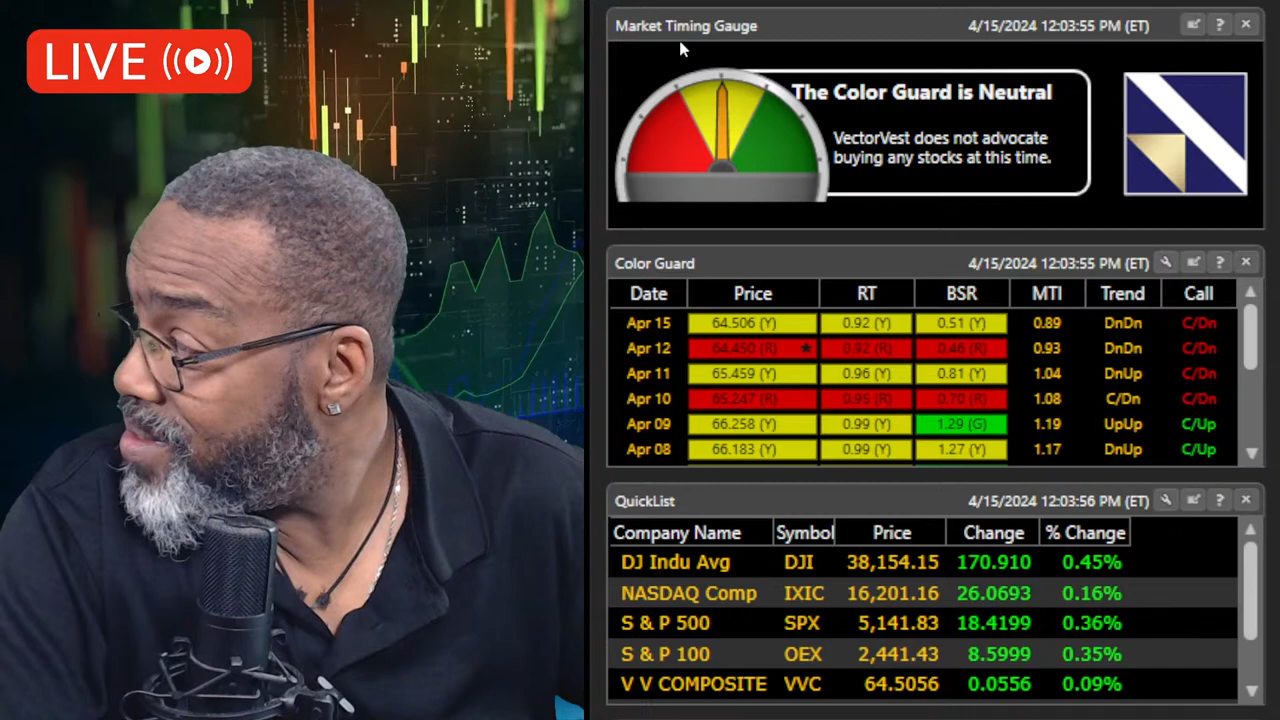 LIVE
Market Timing Gauge 4/15/2024 12:03:55 PM (ET) ?
The Color Guard is Neutral
VectorVest does not advocate
buying any stocks at this time.
Color Guard 4/15/2024 12:03:55 PM (ET) ?
Date Price RT BSR MTI Trend Call
Apr 15 64.506 (Y) 0.92 (Y) 0.51 (Y) 0.89 DnDn C/Dn
Apr 12 64.450 (R) ★ 0.92 (R) 0.46 (R) 0.93 DnDn C/Dn
Apr 11 65.459 (Y) 0.96 (Y) 0.81 (Y) 1.04 DnUp C/Dn
Apr 10 65.247 (R) 0.95 (R) 0.70 (R) 1.08 C/Dn C/Dn
Apr 09 66.258 (Y) 0.99 (Y) 1.29 (G) 1.19 UpUp C/Up
Apr 08 66.183 (Y) 0.99 (Y) 1.27 (Y) 1.17 DnUp C/Up
QuickList 4/15/2024 12:03:56 PM (ET) ?
Company Name Symbol Price Change % Change
DJ Indu Avg DJI 38,154.15 170.910 0.45%
NASDAQ Comp IXIC 16,201.16 26.0693 0.16%
S & P 500 SPX 5,141.83 18.4199 0.36%
S & P 100 OEX 2,441.43 8.5999 0.35%
V V COMPOSITE VVC 64.5056 0.0556 0.09%